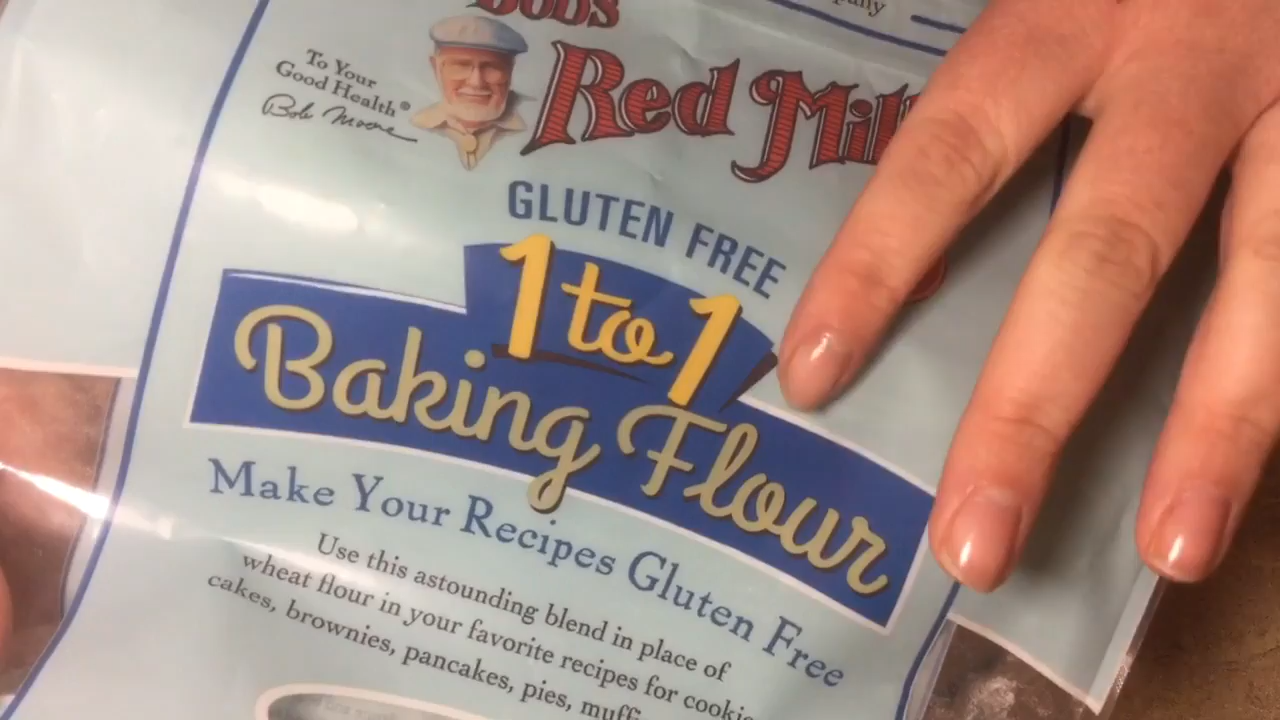 Bob's
Red Mill
To Your
Good Health®
Bob Moore
GLUTEN FREE
1 to 1
Baking Flour
Make Your Recipes Gluten Free
Use this astounding blend in place of
wheat flour in your favorite recipes for
cakes, brownies, pancakes, pies,